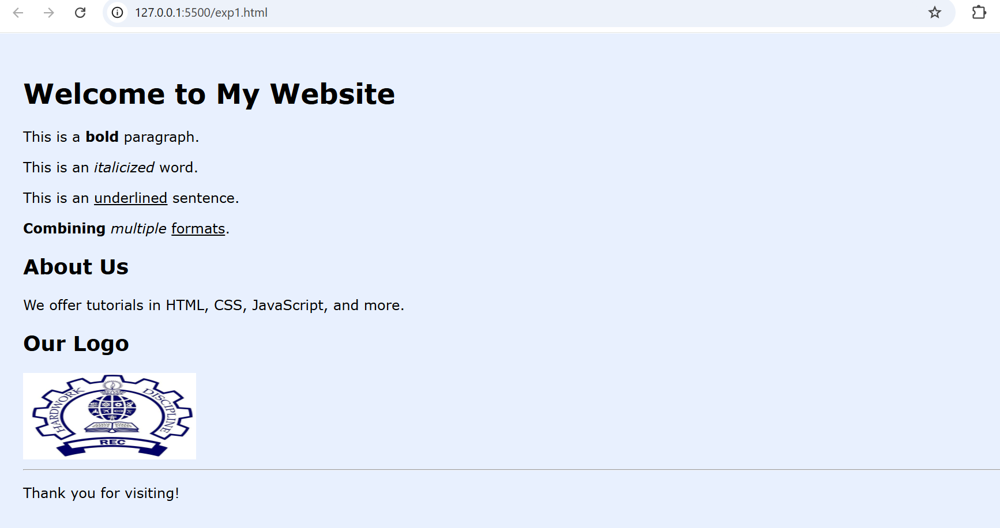 127.0.0.1:5500/exp1.html
Welcome to My Website
This is a bold paragraph.
This is an italicized word.
This is an underlined sentence.
Combining multiple formats.
About Us
We offer tutorials in HTML, CSS, JavaScript, and more.
Our Logo
HARDWORK DISCIPLINE
REC
Thank you for visiting!